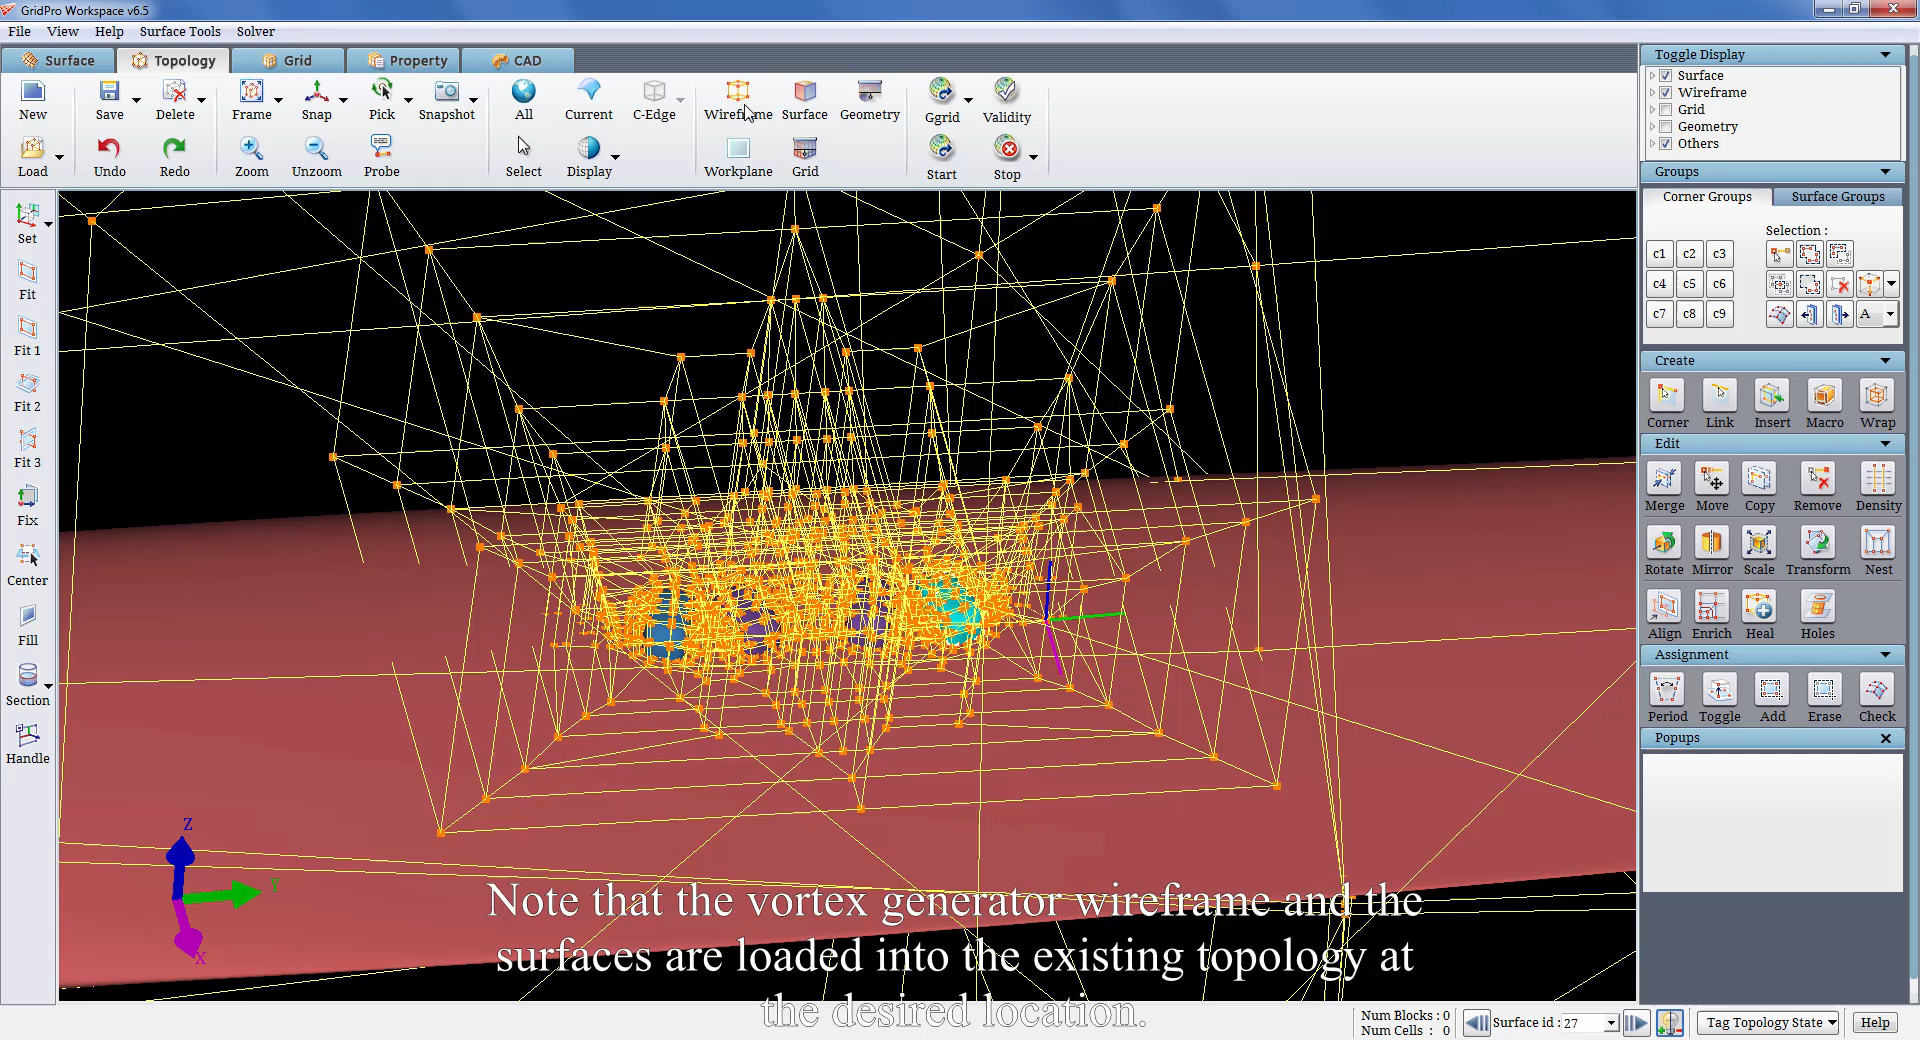 GridPro Workspace v6.5
File View Help Surface Tools Solver
Surface Topology Grid Property CAD
New Save Delete Frame Snap Pick Snapshot All Current C-Edge Wireframe Surface Geometry Ggrid Validity
Load Undo Redo Zoom Unzoom Probe Select Display Workplane Grid Start Stop
Set
Fit
Fit 1
Fit 2
Fit 3
Fix
Center
Fill
Section
Handle
Toggle Display
Surface
Wireframe
Grid
Geometry
Others
Groups
Corner Groups Surface Groups
Selection :
c1 c2 c3
c4 c5 c6
c7 c8 c9 A
Create
Corner Link Insert Macro Wrap
Edit
Merge Move Copy Remove Density
Rotate Mirror Scale Transform Nest
Align Enrich Heal Holes
Assignment
Period Toggle Add Erase Check
Popups
Z
Y
X
Note that the vortex generator wireframe and the
surfaces are loaded into the existing topology at
the desired location.
Num Blocks : 0
Num Cells : 0
Surface id : 27
Tag Topology State
Help